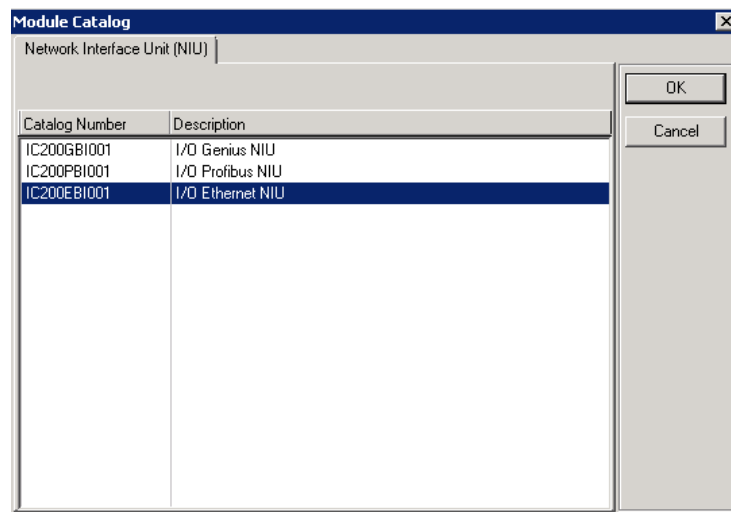 Module Catalog
Network Interface Unit (NIU)
OK
Cancel
Catalog Number Description
IC200GBI001 I/O Genius NIU
IC200PBI001 I/O Profibus NIU
IC200EBI001 I/O Ethernet NIU